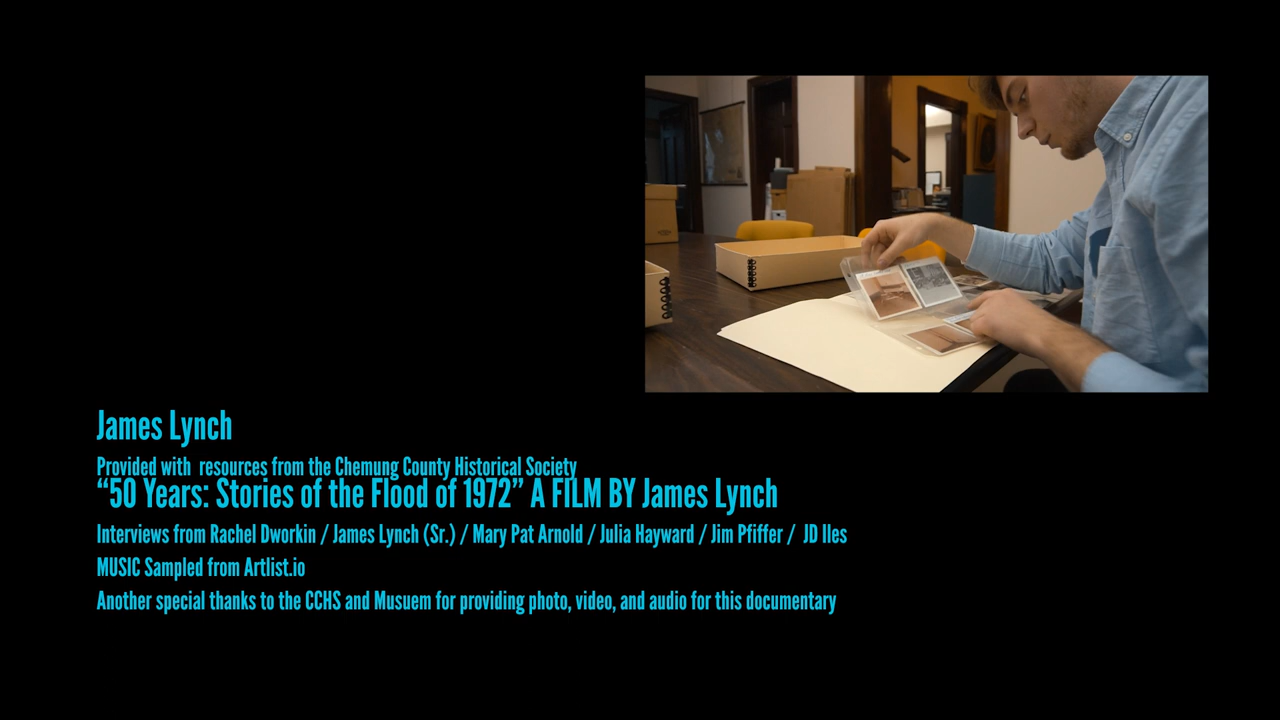 James Lynch
Provided with  resources from the Chemung County Historical Society
“50 Years: Stories of the Flood of 1972” A FILM BY James Lynch
Interviews from Rachel Dworkin / James Lynch (Sr.) / Mary Pat Arnold / Julia Hayward / Jim Pfiffer /  JD Iles
MUSIC Sampled from Artlist.io
Another special thanks to the CCHS and Musuem for providing photo, video, and audio for this documentary